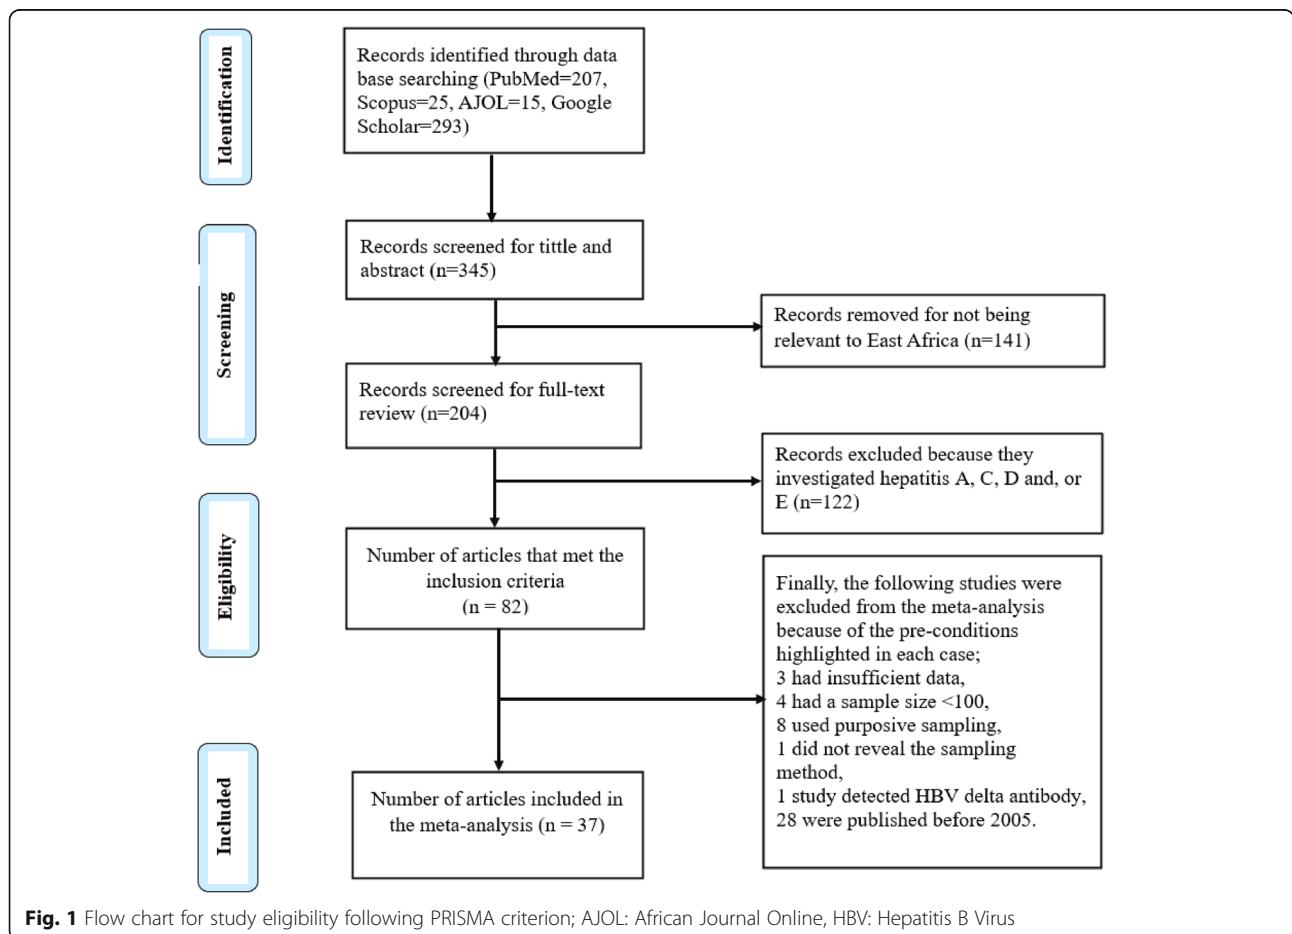 Identification
Records identified through data
base searching (PubMed=207,
Scopus=25, AJOL=15, Google
Scholar=293)
Screening
Records screened for tittle and
abstract (n=345)
Records removed for not being
relevant to East Africa (n=141)
Records screened for full-text
review (n=204)
Records excluded because they
investigated hepatitis A, C, D and, or
E (n=122)
Eligibility
Number of articles that met the
inclusion criteria
(n = 82)
Finally, the following studies were
excluded from the meta-analysis
because of the pre-conditions
highlighted in each case;
3 had insufficient data,
4 had a sample size <100,
8 used purposive sampling,
1 did not reveal the sampling
method,
1 study detected HBV delta antibody,
28 were published before 2005.
Included
Number of articles included in
the meta-analysis (n = 37)
Fig. 1 Flow chart for study eligibility following PRISMA criterion; AJOL: African Journal Online, HBV: Hepatitis B Virus